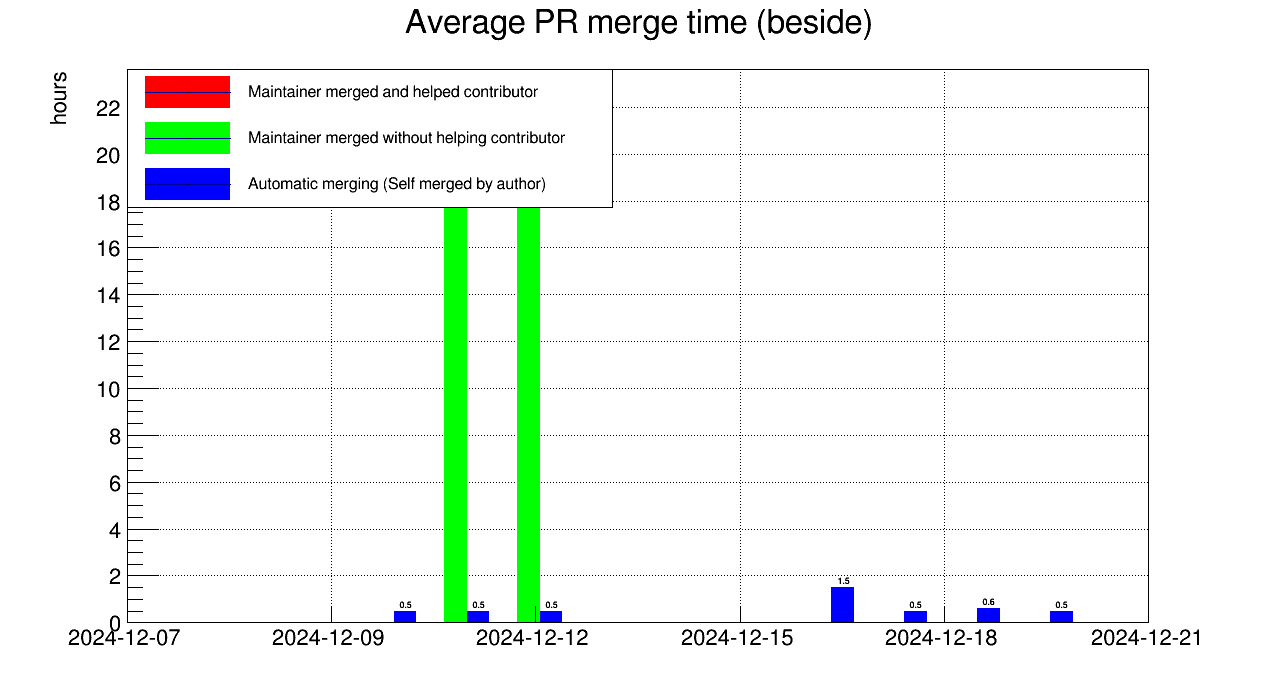 Average PR merge time (beside)
hours
Maintainer merged and helped contributor
Maintainer merged without helping contributor
Automatic merging (Self merged by author)
22
20
18
16
14
12
10
8
6
4
2
0
1.5
0.5 0.5 0.5 0.5 0.6 0.5
2024-12-07 2024-12-09 2024-12-12 2024-12-15 2024-12-18 2024-12-21